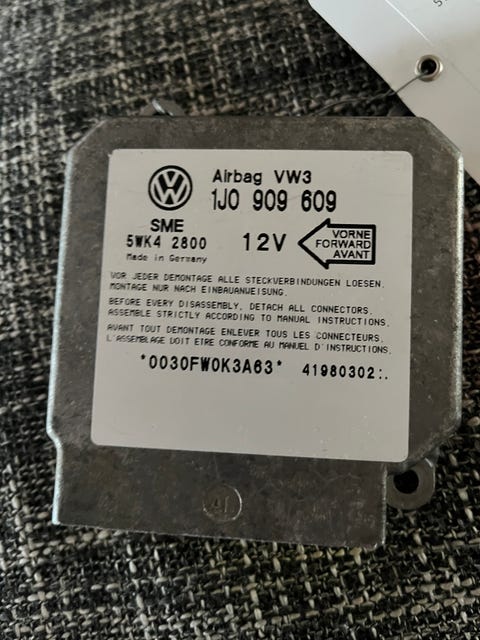 Airbag VW3
1J0 909 609
SME
5WK4 2800
Made in Germany
12V
VORNE
FORWARD
AVANT
VOR JEDER DEMONTAGE ALLE STECKVERBINDUNGEN LOESEN.
MONTAGE NUR NACH EINBAUANWEISUNG.
BEFORE EVERY DISASSEMBLY, DETACH ALL CONNECTORS.
ASSEMBLE STRICTLY ACCORDING TO MANUAL INSTRUCTIONS.
AVANT TOUT DEMONTAGE ENLEVER TOUS LES CONNECTEURS.
L'ASSEMBLAGE DOIT ETRE CONFORME AU MANUEL D'INSTRUCTIONS.
*0030FW0K3A63* 41980302:.